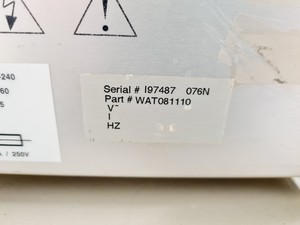 -240
60
5
. / 250V
Serial # I97487 076N
Part # WAT081110
V~
I
HZ